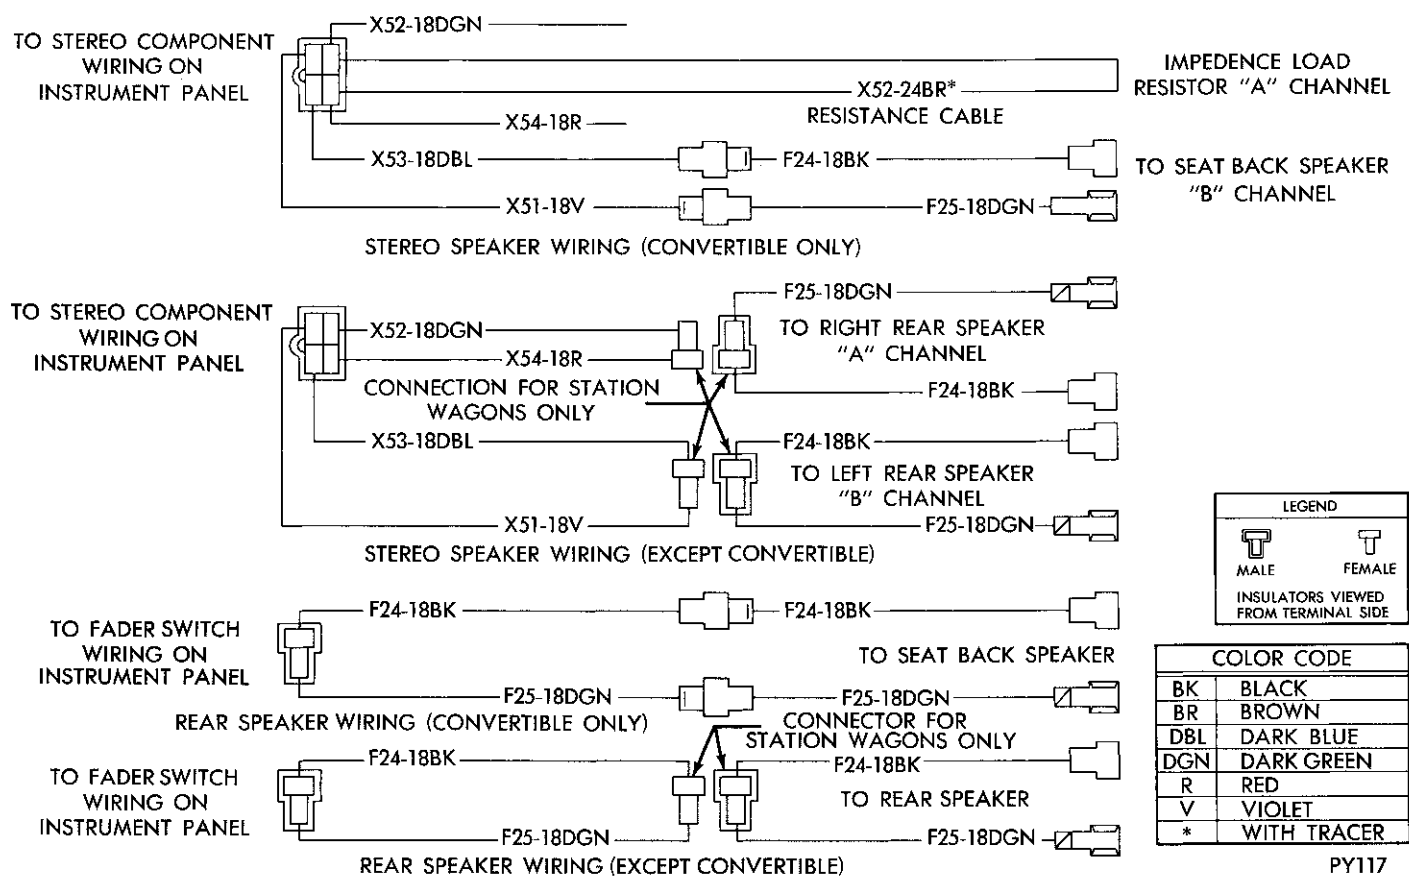 X52-18DGN
TO STEREO COMPONENT
WIRING ON
INSTRUMENT PANEL
IMPEDENCE LOAD
RESISTOR "A" CHANNEL
X52-24BR*
RESISTANCE CABLE
X54-18R
X53-18DBL
F24-18BK
TO SEAT BACK SPEAKER
"B" CHANNEL
X51-18V
F25-18DGN
STEREO SPEAKER WIRING (CONVERTIBLE ONLY)
F25-18DGN
TO STEREO COMPONENT
WIRING ON
INSTRUMENT PANEL
X52-18DGN
TO RIGHT REAR SPEAKER
"A" CHANNEL
X54-18R
CONNECTION FOR STATION
WAGONS ONLY
F24-18BK
X53-18DBL
F24-18BK
TO LEFT REAR SPEAKER
"B" CHANNEL
X51-18V
F25-18DGN
STEREO SPEAKER WIRING (EXCEPT CONVERTIBLE)
LEGEND
MALE
FEMALE
INSULATORS VIEWED
FROM TERMINAL SIDE
F24-18BK
F24-18BK
TO FADER SWITCH
WIRING ON
INSTRUMENT PANEL
TO SEAT BACK SPEAKER
F25-18DGN
F25-18DGN
REAR SPEAKER WIRING (CONVERTIBLE ONLY)
CONNECTOR FOR
STATION WAGONS ONLY
F24-18BK
F24-18BK
TO FADER SWITCH
WIRING ON
INSTRUMENT PANEL
TO REAR SPEAKER
F25-18DGN
F25-18DGN
REAR SPEAKER WIRING (EXCEPT CONVERTIBLE)
COLOR CODE
BK BLACK
BR BROWN
DBL DARK BLUE
DGN DARK GREEN
R RED
V VIOLET
* WITH TRACER
PY117